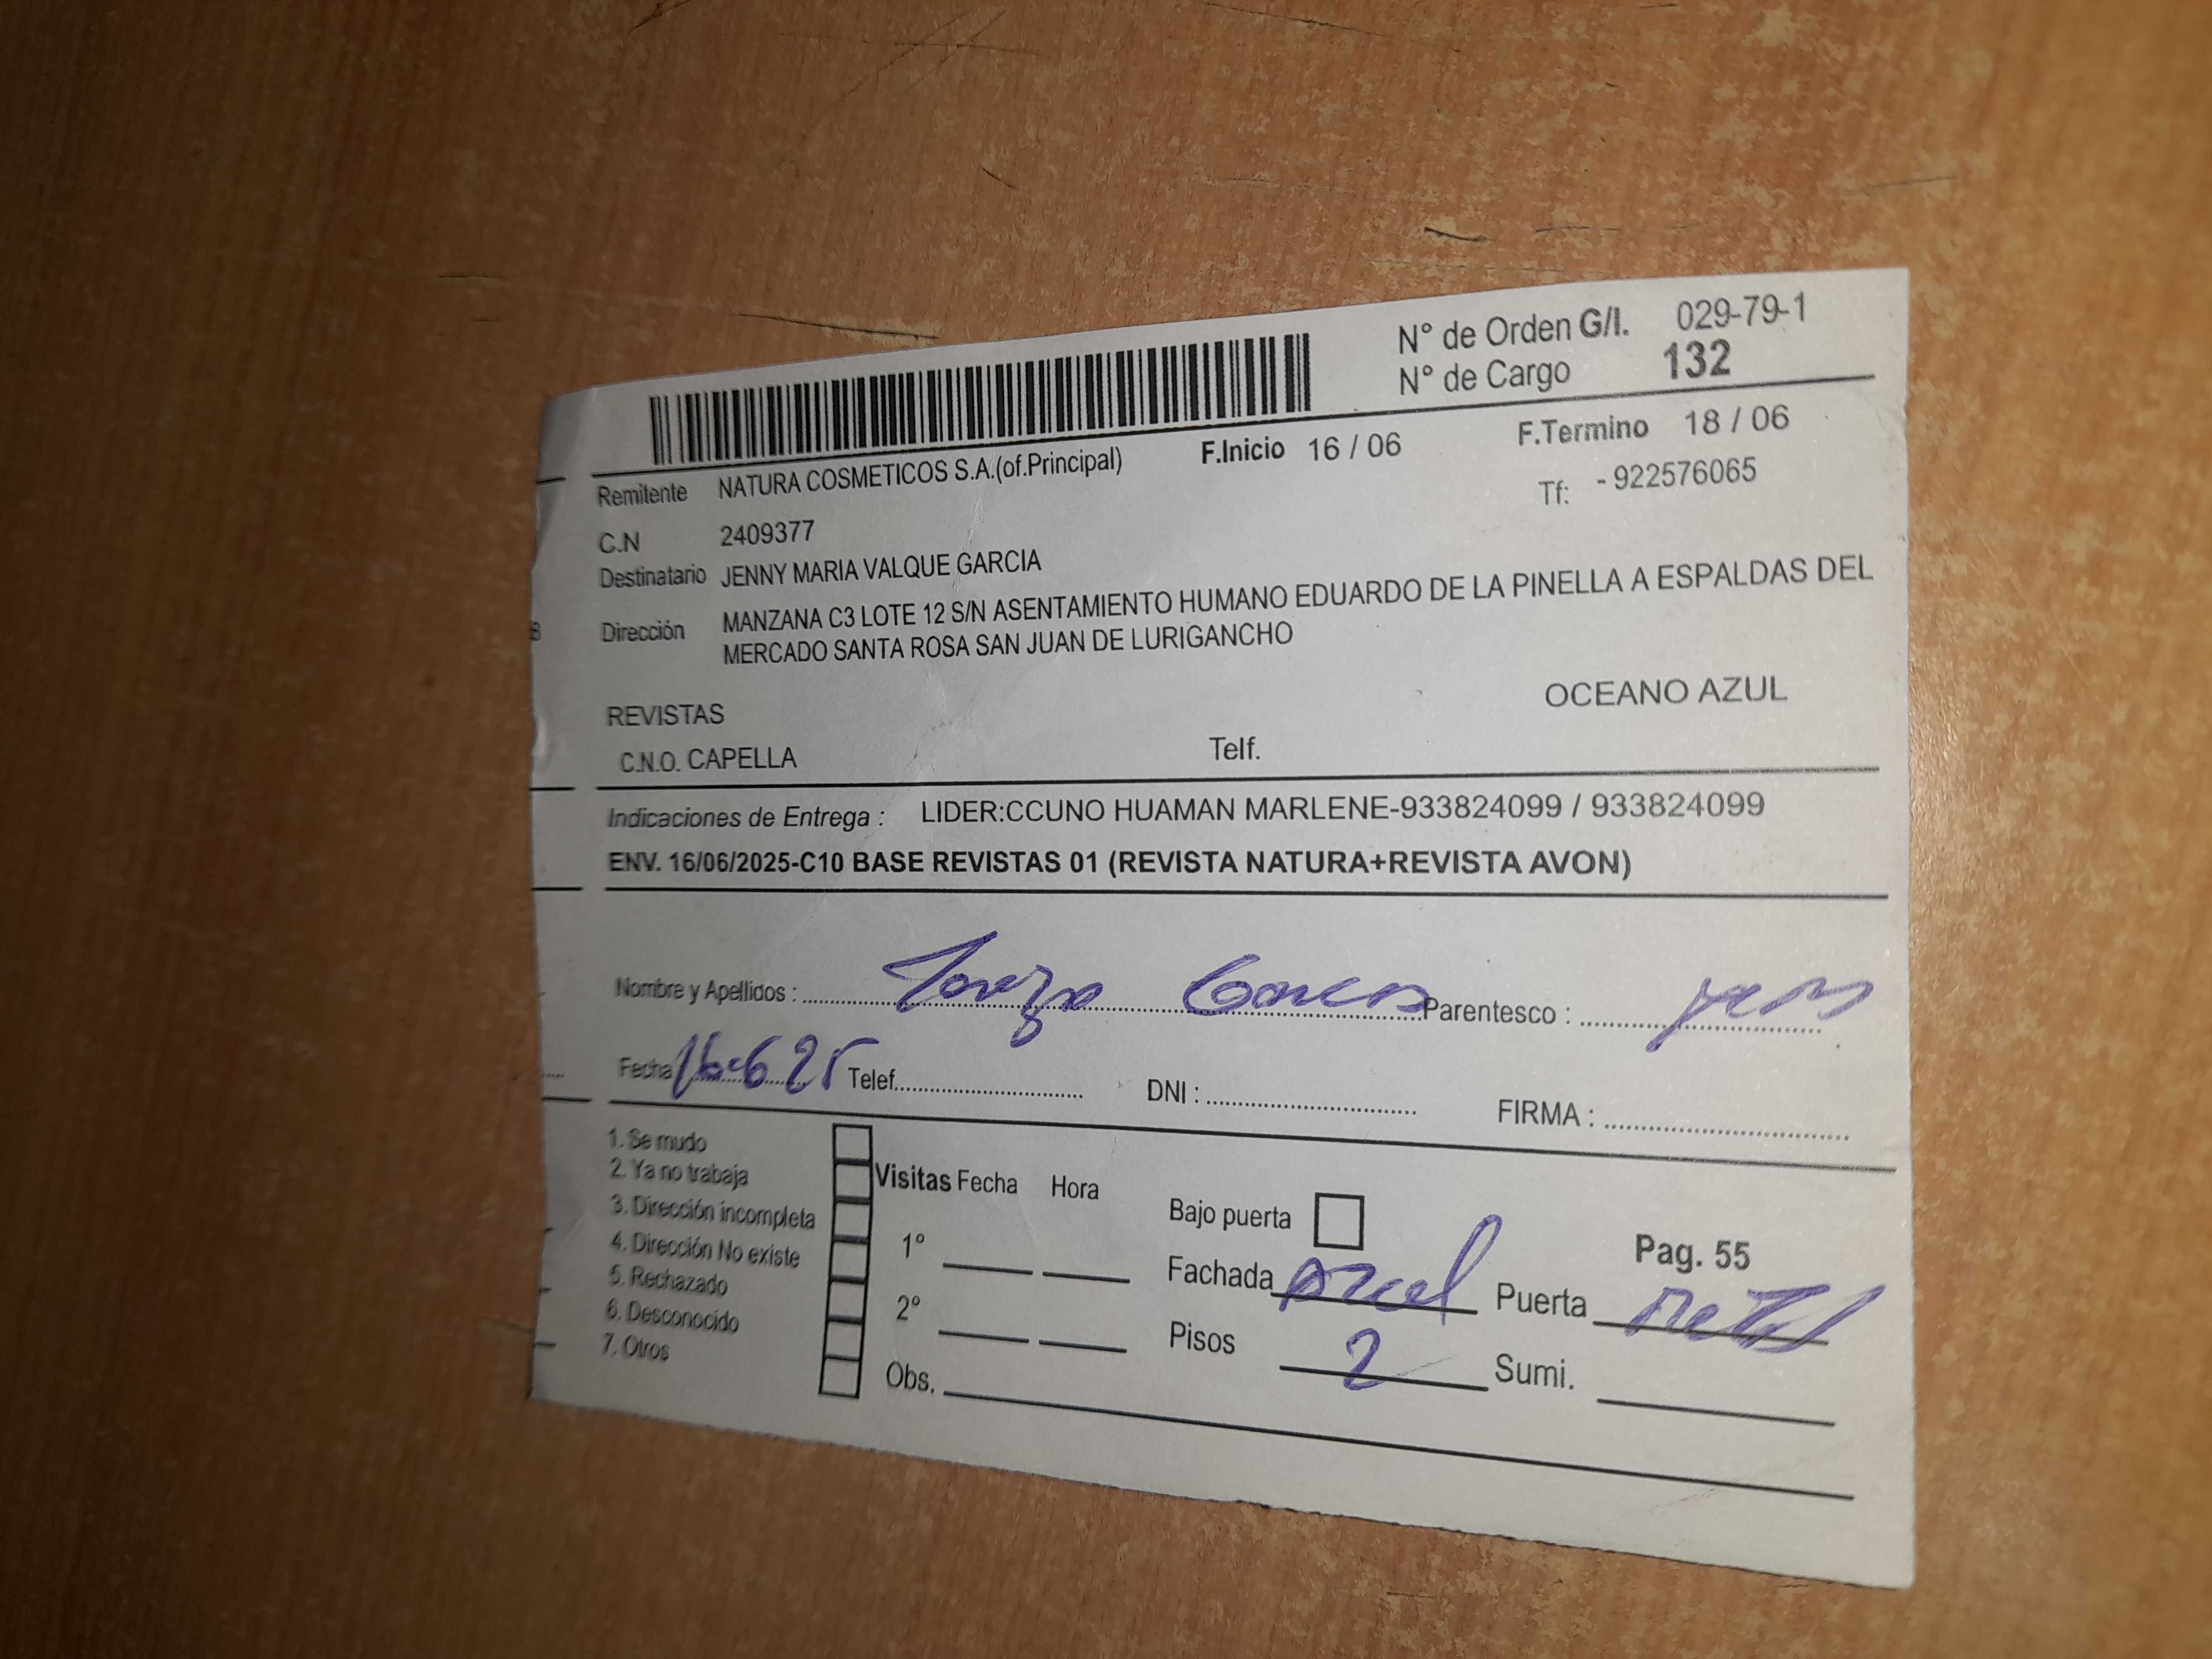 N° de Orden G/I. 029-79-1
N° de Cargo 132
F.Inicio 16 / 06 F.Termino 18 / 06
Remitente NATURA COSMETICOS S.A.(of.Principal) Tf: - 922576065
C.N 2409377
Destinatario JENNY MARIA VALQUE GARCIA
Dirección MANZANA C3 LOTE 12 S/N ASENTAMIENTO HUMANO EDUARDO DE LA PINELLA A ESPALDAS DEL
MERCADO SANTA ROSA SAN JUAN DE LURIGANCHO
REVISTAS OCEANO AZUL
C.N.O. CAPELLA Telf.
Indicaciones de Entrega : LIDER:CCUNO HUAMAN MARLENE-933824099 / 933824099
ENV. 16/06/2025-C10 BASE REVISTAS 01 (REVISTA NATURA+REVISTA AVON)
Nombre y Apellidos : Parentesco :
Fecha 16-6 25 Telef. DNI : FIRMA :
1. Se mudo
2. Ya no trabaja
3. Dirección incompleta
4. Dirección No existe
5. Rechazado
6. Desconocido
7. Otros
Visitas Fecha Hora
1°
2°
Obs.
Bajo puerta Pag. 55
Fachada Puerta
Pisos 2 Sumi.